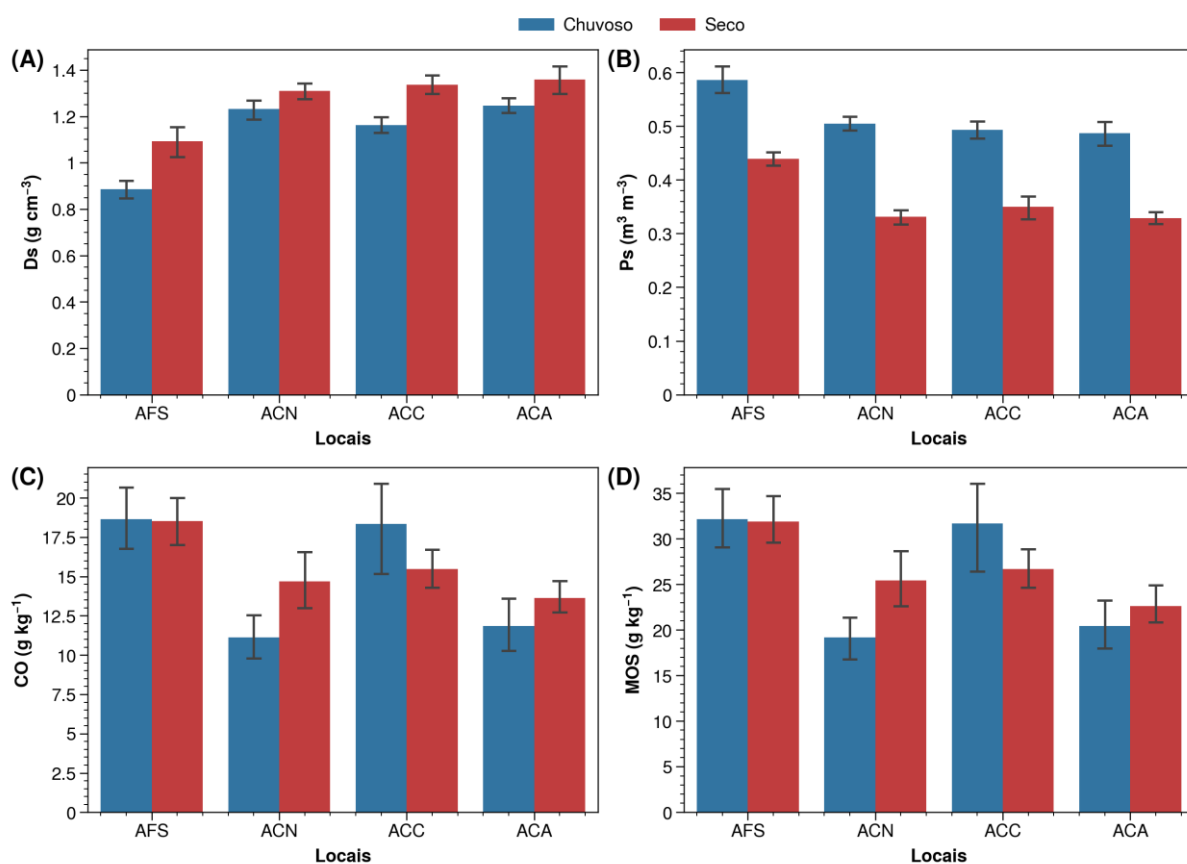 Chuvoso Seco
(A)
1.4
1.2
1
0.8
0.6
0.4
0.2
0
Ds (g cm⁻³)
AFS ACN ACC ACA
Locais
(B)
0.6
0.5
0.4
0.3
0.2
0.1
0
Ps (m³ m⁻³)
AFS ACN ACC ACA
Locais
(C)
20
17.5
15
12.5
10
7.5
5
2.5
0
CO (g kg⁻¹)
AFS ACN ACC ACA
Locais
(D)
35
30
25
20
15
10
5
0
MOS (g kg⁻¹)
AFS ACN ACC ACA
Locais